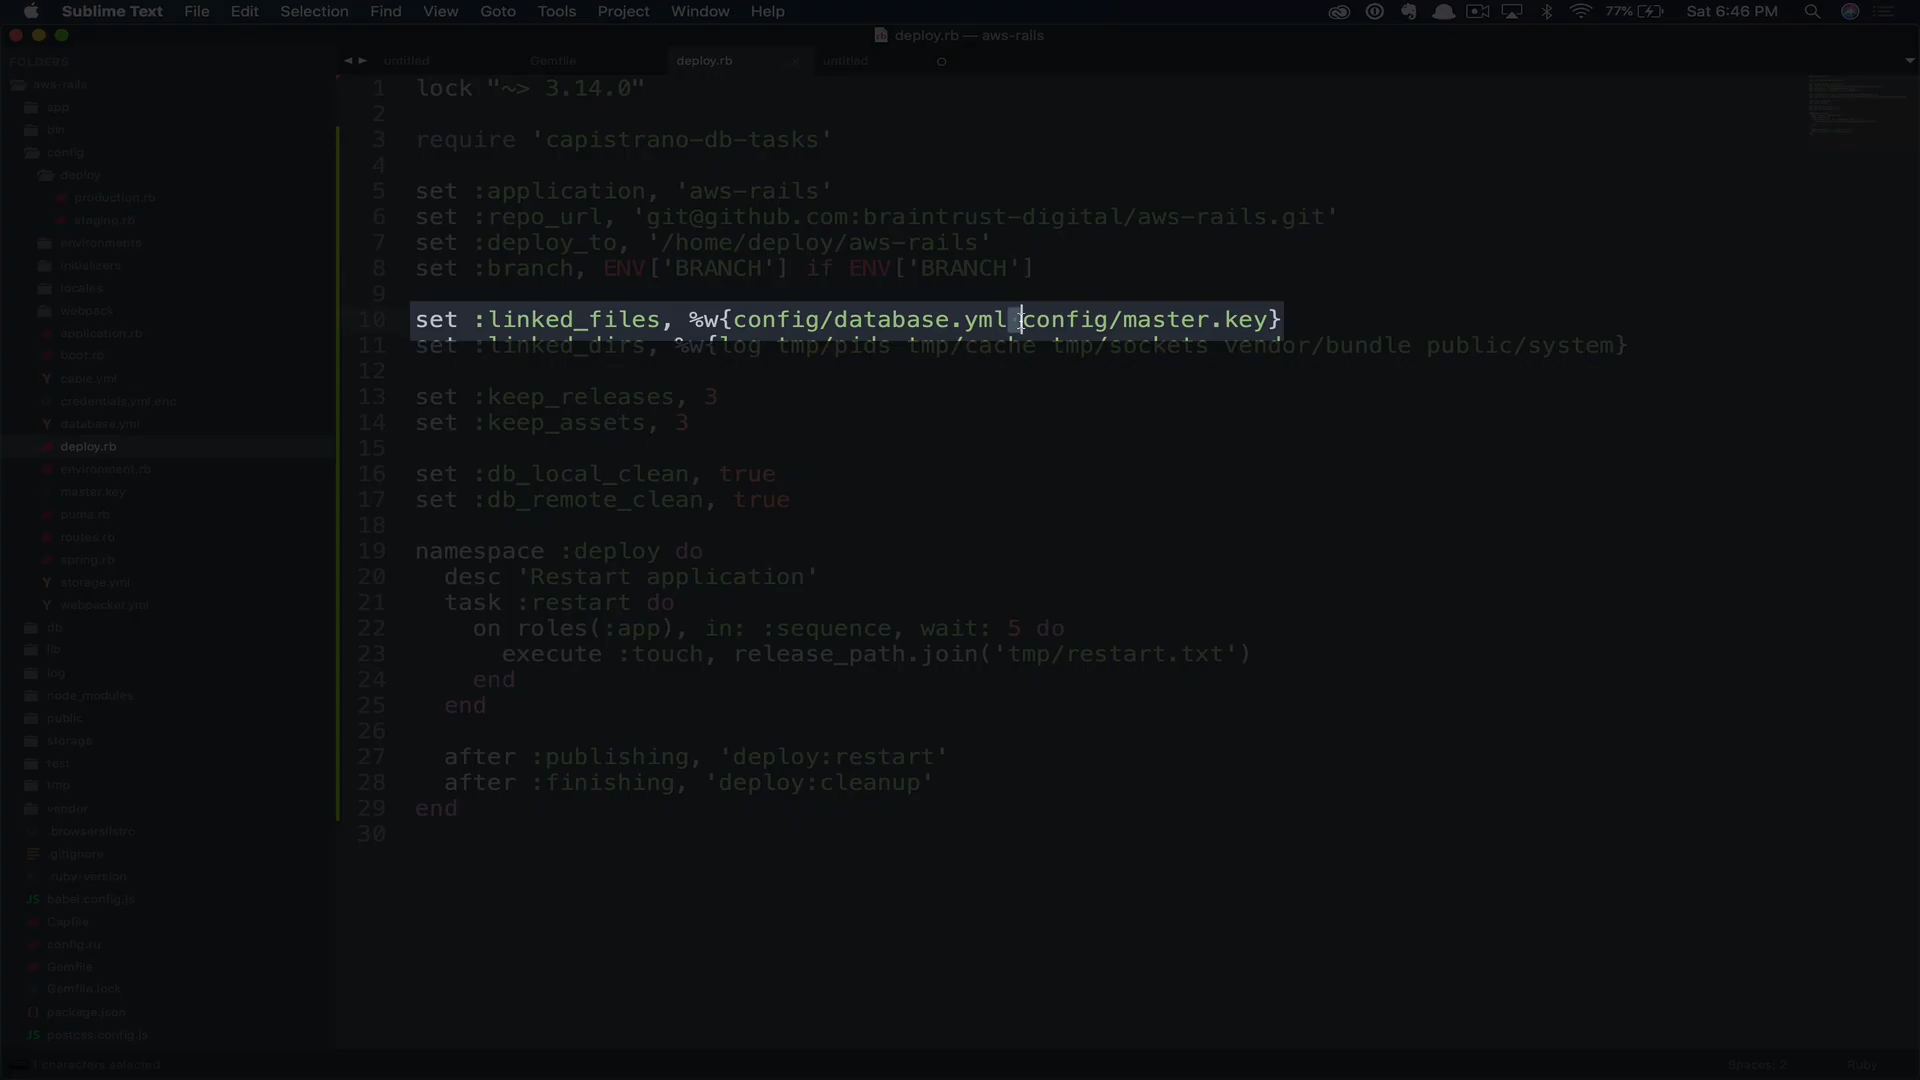 Sublime Text File Edit Selection Find View Goto Tools Project Window Help 77% Sat 6:46 PM
deploy.rb — aws-rails
FOLDERS
aws-rails
app
bin
config
deploy
production.rb
staging.rb
environments
initializers
locales
webpack
application.rb
boot.rb
cable.yml
credentials.yml.enc
database.yml
deploy.rb
environment.rb
master.key
puma.rb
routes.rb
spring.rb
storage.yml
webpacker.yml
db
lib
log
node_modules
public
storage
test
tmp
vendor
.browserslistrc
.gitignore
.ruby-version
JS babel.config.js
Capfile
config.ru
Gemfile
Gemfile.lock
package.json
JS postcss.config.js
untitled Gemfile deploy.rb untitled
1 lock "~> 3.14.0"
2
3 require 'capistrano-db-tasks'
4
5 set :application, 'aws-rails'
6 set :repo_url, 'git@github.com:braintrust-digital/aws-rails.git'
7 set :deploy_to, '/home/deploy/aws-rails'
8 set :branch, ENV['BRANCH'] if ENV['BRANCH']
9
10 set :linked_files, %w{config/database.yml config/master.key}
11 set :linked_dirs, %w{log tmp/pids tmp/cache tmp/sockets vendor/bundle public/system}
12
13 set :keep_releases, 3
14 set :keep_assets, 3
15
16 set :db_local_clean, true
17 set :db_remote_clean, true
18
19 namespace :deploy do
20 desc 'Restart application'
21 task :restart do
22 on roles(:app), in: :sequence, wait: 5 do
23 execute :touch, release_path.join('tmp/restart.txt')
24 end
25 end
26
27 after :publishing, 'deploy:restart'
28 after :finishing, 'deploy:cleanup'
29 end
30
1 characters selected Spaces: 2 Ruby